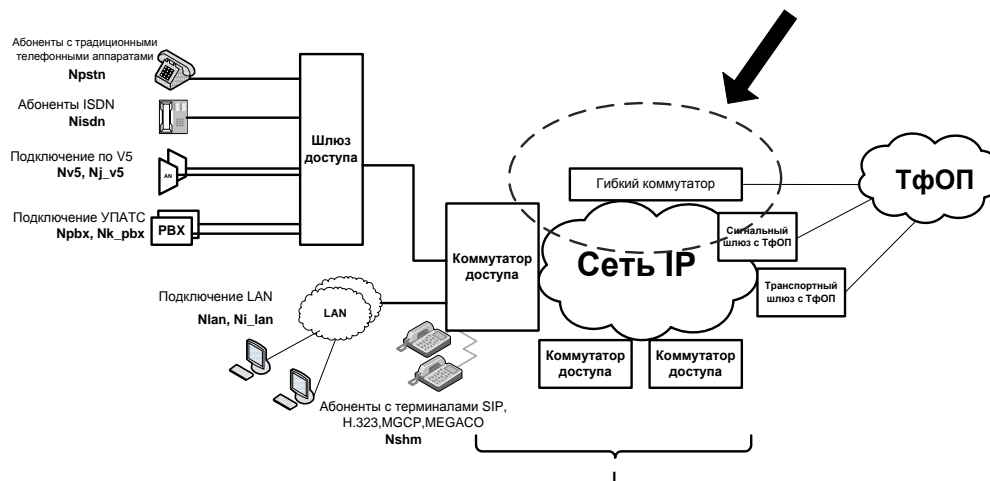 Абоненты с традиционными
телефонными аппаратами
Npstn
Абоненты ISDN
Nisdn
Подключение по V5
Nv5, Nj_v5
AN
Подключение УПАТС
Npbx, Nk_pbx
PBX
Шлюз
доступа
Подключение LAN
Nlan, Ni_lan
LAN
Коммутатор
доступа
Абоненты с терминалами SIP,
H.323,MGCP,MEGACO
Nshm
Гибкий коммутатор
Сеть IP
Сигнальный
шлюз с ТфОП
Транспортный
шлюз с ТфОП
ТфОП
Коммутатор
доступа
Коммутатор
доступа